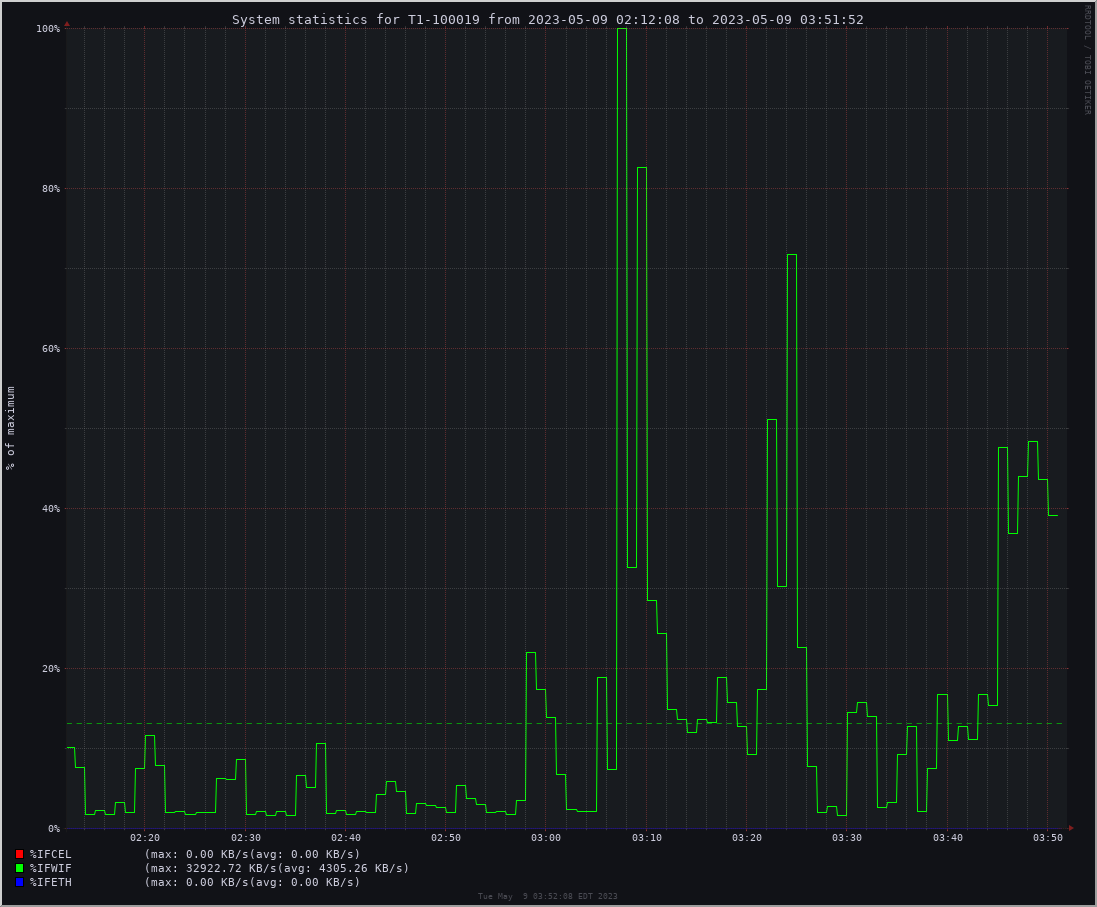 System statistics for T1-100019 from 2023-05-09 02:12:08 to 2023-05-09 03:51:52
RRDTOOL / TOBI OETIKER
% of maximum
100%
80%
60%
40%
20%
0%
02:20 02:30 02:40 02:50 03:00 03:10 03:20 03:30 03:40 03:50
%IFCEL (max: 0.00 KB/s(avg: 0.00 KB/s)
%IFWIF (max: 32922.72 KB/s(avg: 4305.26 KB/s)
%IFETH (max: 0.00 KB/s(avg: 0.00 KB/s)
Tue May  9 03:52:08 EDT 2023